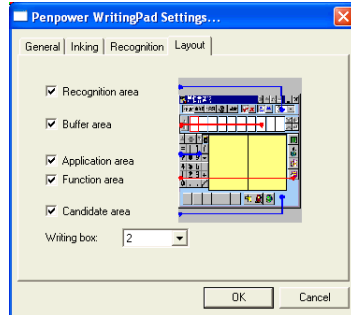 Penpower WritingPad Settings...
General Inking Recognition Layout
Recognition area
Buffer area
Application area
Function area
Candidate area
Writing box: 2
OK Cancel